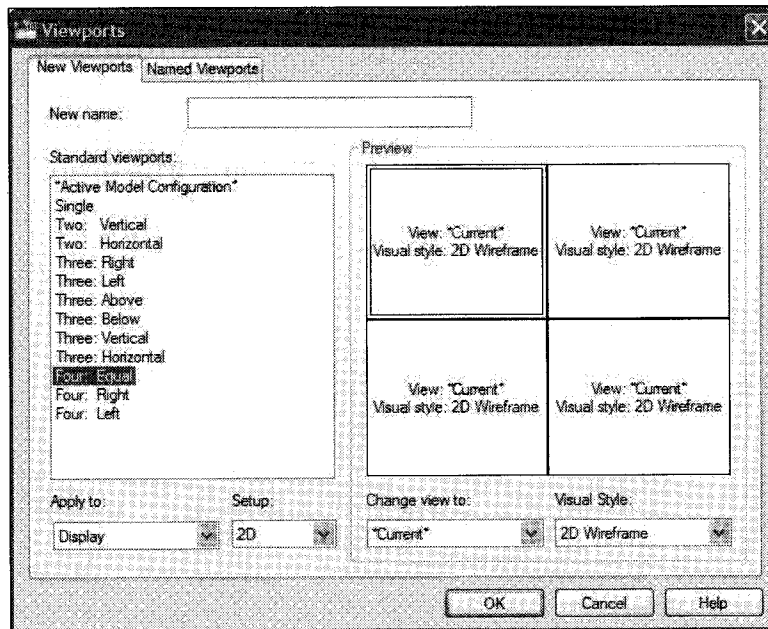 Viewports
New Viewports
Named Viewports
New name:
Standard viewports:
*Active Model Configuration*
Single
Two: Vertical
Two: Horizontal
Three: Right
Three: Left
Three: Above
Three: Below
Three: Vertical
Three: Horizontal
Four: Equal
Four: Right
Four: Left
Apply to:
Display
Setup:
2D
Preview
View: *Current*
Visual style: 2D Wireframe
View: *Current*
Visual style: 2D Wireframe
View: *Current*
Visual style: 2D Wireframe
View: *Current*
Visual style: 2D Wireframe
Change view to:
*Current*
Visual Style:
2D Wireframe
OK
Cancel
Help